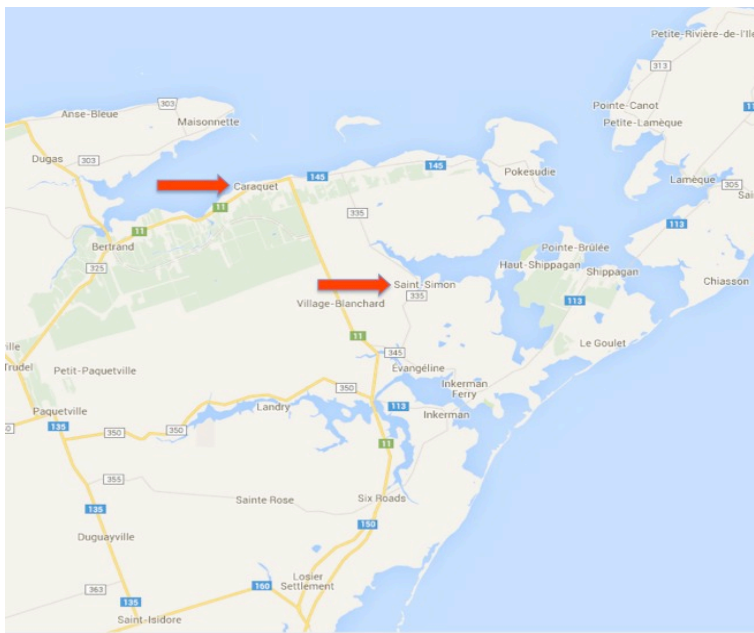 Petite-Rivière-de-l'Île
313
Pointe-Canot
303
Anse-Bleue
Maisonnette
Petite-Lamèque
11
Dugas
303
145
145
Pokesudie
Caraquet
Lamèque
305
11
335
113
Bertrand
11
Pointe-Brûlée
325
Haut-Shippagan
Shippagan
Chiasson
Saint-Simon
335
Village-Blanchard
113
11
Le Goulet
ville
345
Trudel
Petit-Paquetville
Évangéline
350
Inkerman
Ferry
Paquetville
Landry
113
Inkerman
135
350
350
11
355
Sainte Rose
Six Roads
135
150
Duguayville
Losier
Settlement
363
160
135
Saint-Isidore